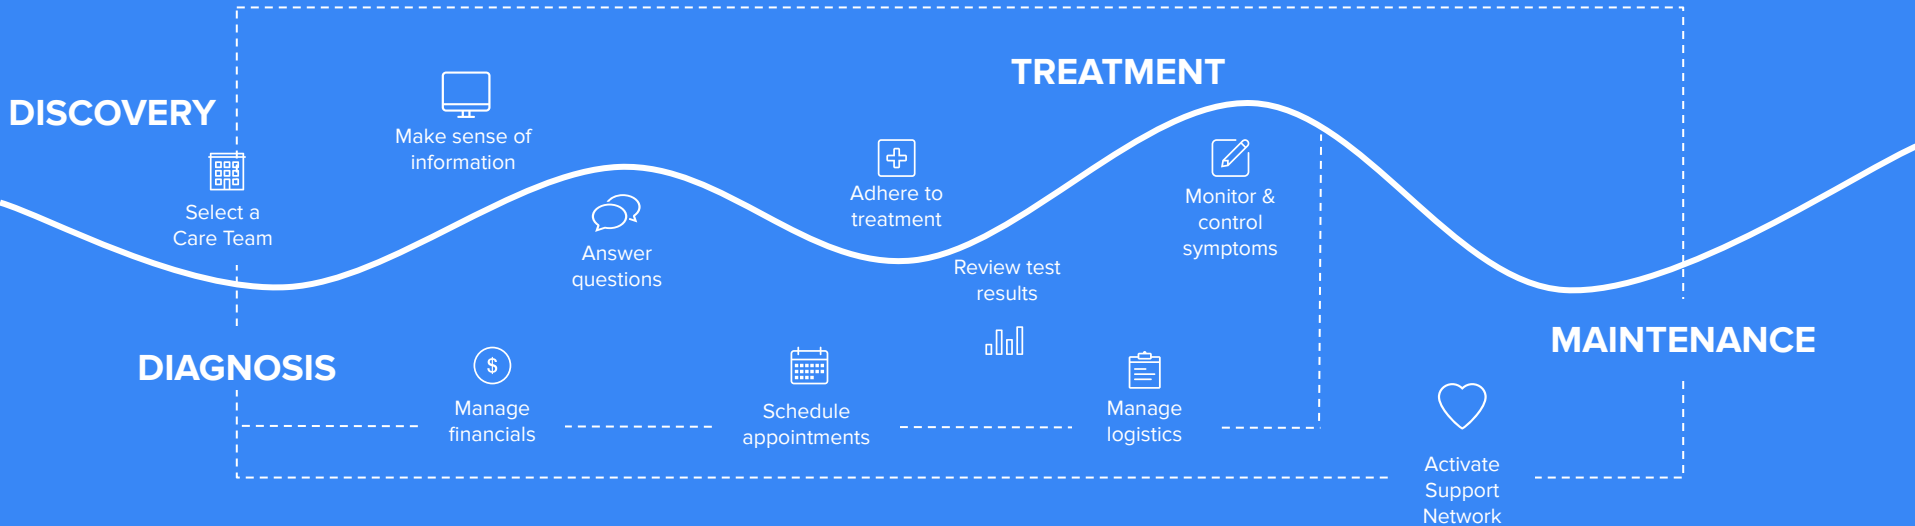 DISCOVERY
Select a
Care Team
DIAGNOSIS
Make sense of
information
Answer
questions
$
Manage
financials
Schedule
appointments
TREATMENT
Adhere to
treatment
Review test
results
Monitor &
control
symptoms
Manage
logistics
MAINTENANCE
Activate
Support
Network